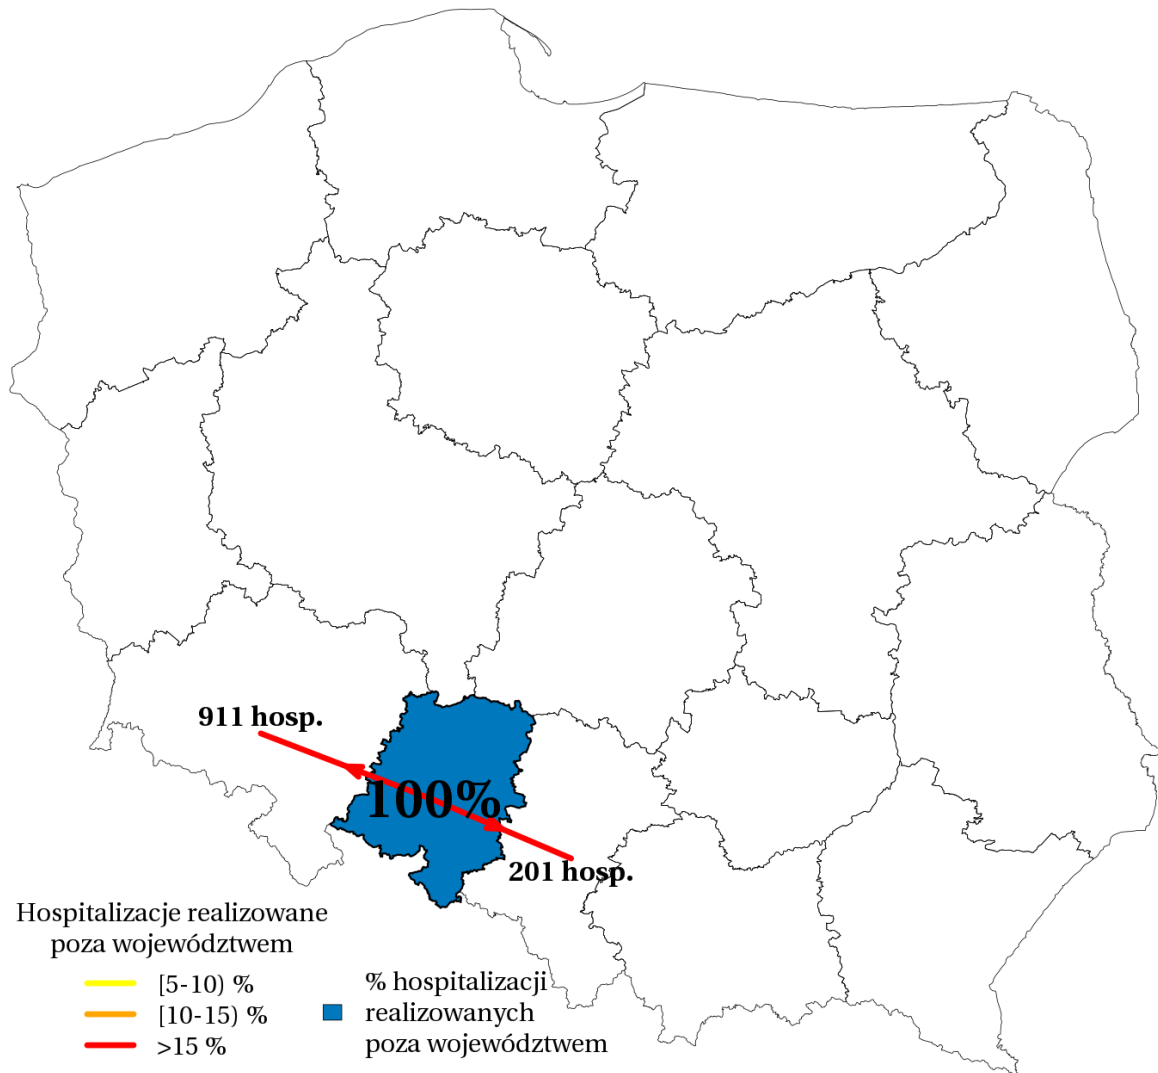 911 hosp.
100%
201 hosp.
Hospitalizacje realizowane
poza województwem
[5-10) %
[10-15) %
>15 %
% hospitalizacji
realizowanych
poza województwem